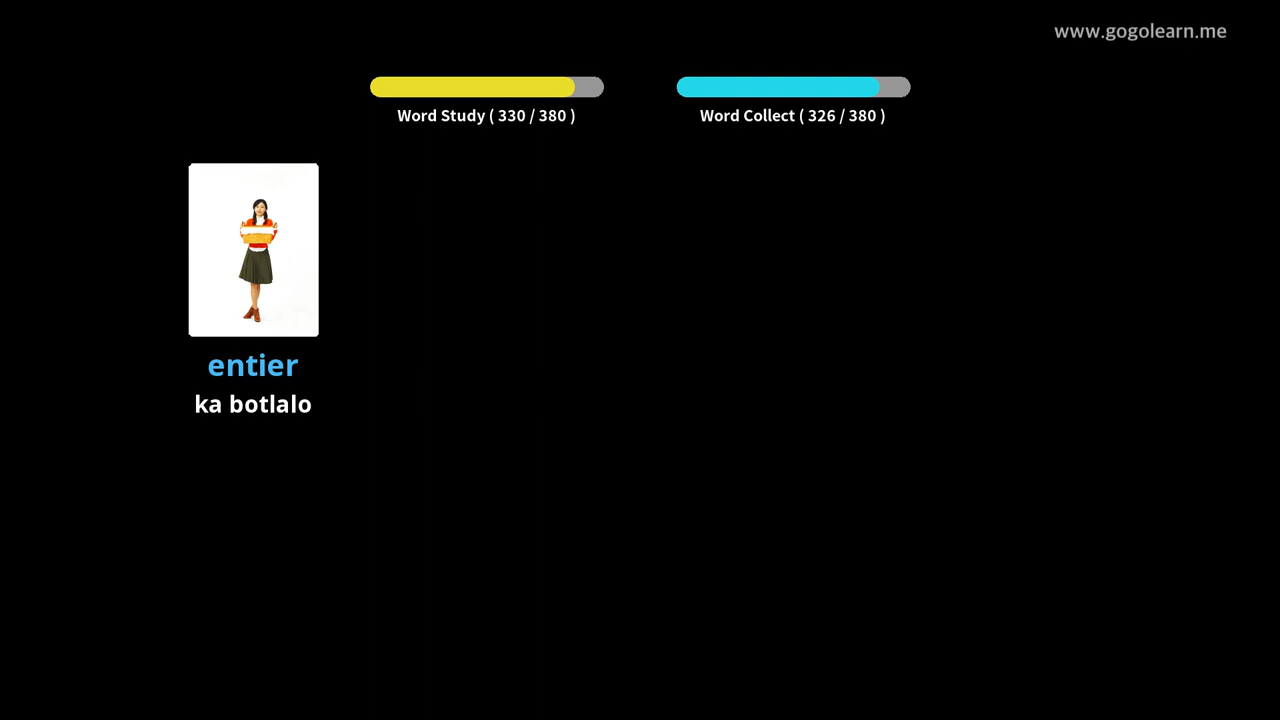 www.gogolearn.me
Word Study ( 330 / 380 )
Word Collect ( 326 / 380 )
entier
ka botlalo